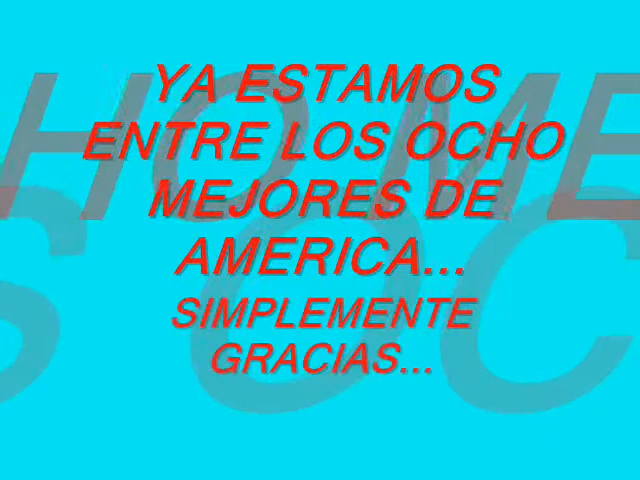 YA ESTAMOS
ENTRE LOS OCHO
MEJORES DE
AMERICA...
SIMPLEMENTE
GRACIAS...